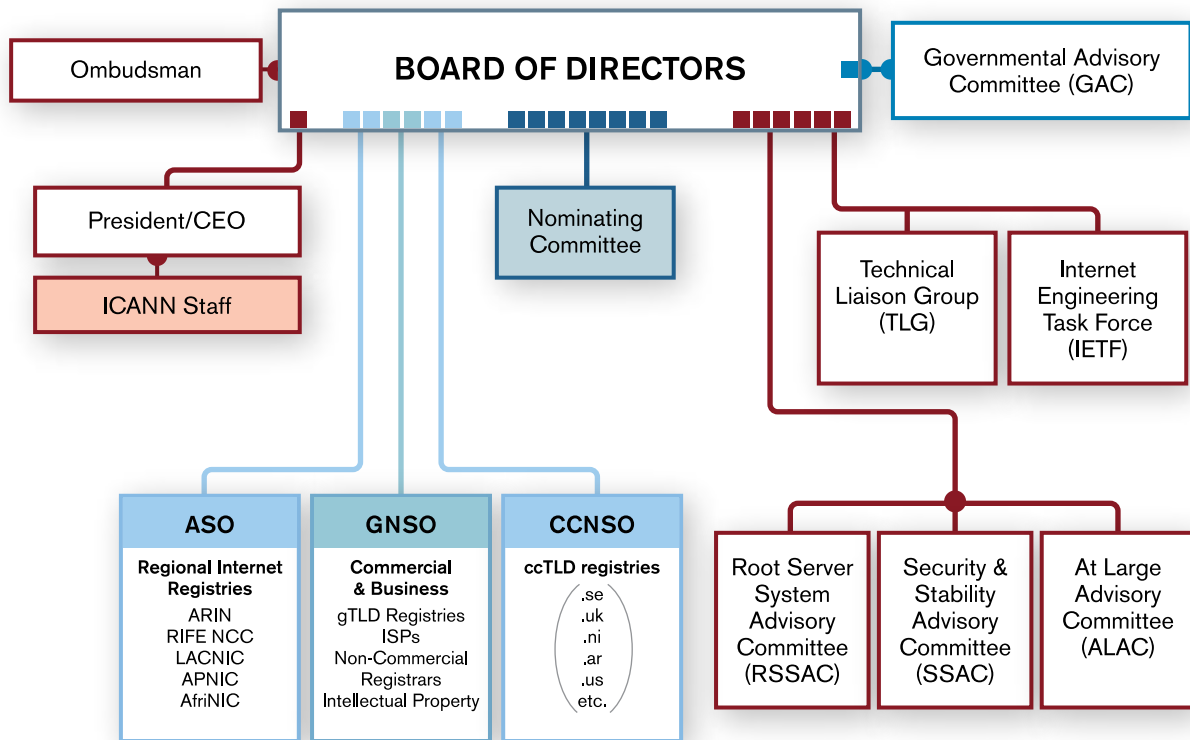 Ombudsman
BOARD OF DIRECTORS
Governmental Advisory
Committee (GAC)
President/CEO
ICANN Staff
Nominating
Committee
Technical
Liaison Group
(TLG)
Internet
Engineering
Task Force
(IETF)
ASO
Regional Internet
Registries
ARIN
RIFE NCC
LACNIC
APNIC
AfriNIC
GNSO
Commercial
& Business
gTLD Registries
ISPs
Non-Commercial
Registrars
Intellectual Property
CCNSO
ccTLD registries
.se
.uk
.ni
.ar
.us
etc.
Root Server
System
Advisory
Committee
(RSSAC)
Security &
Stability
Advisory
Committee
(SSAC)
At Large
Advisory
Committee
(ALAC)